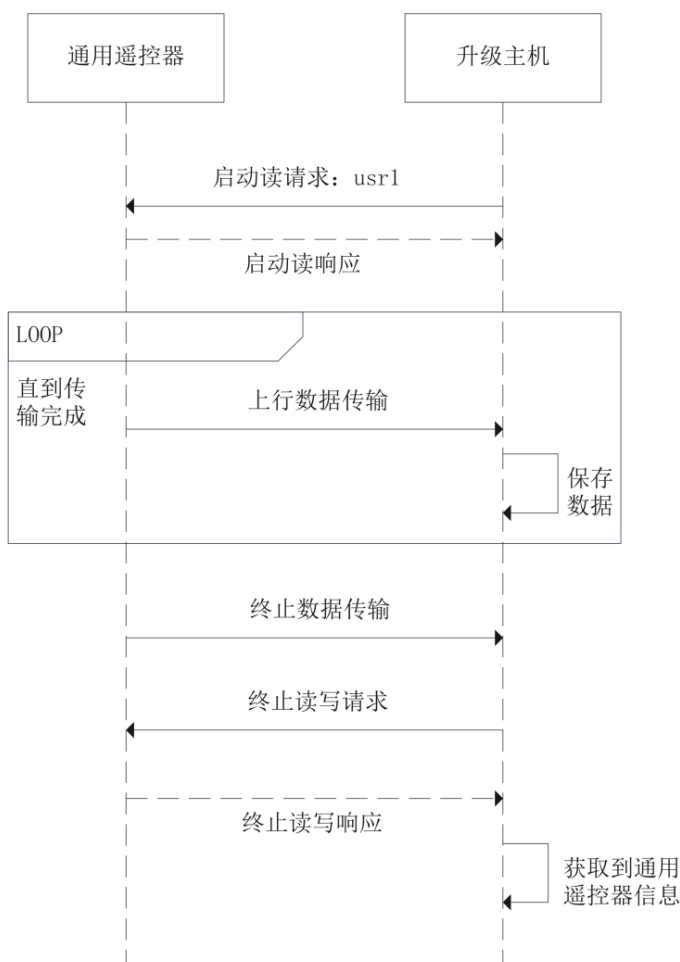 通用遥控器
升级主机
启动读请求：usr1
启动读响应
LOOP
直到传
输完成
上行数据传输
保存
数据
终止数据传输
终止读写请求
终止读写响应
获取到通用
遥控器信息